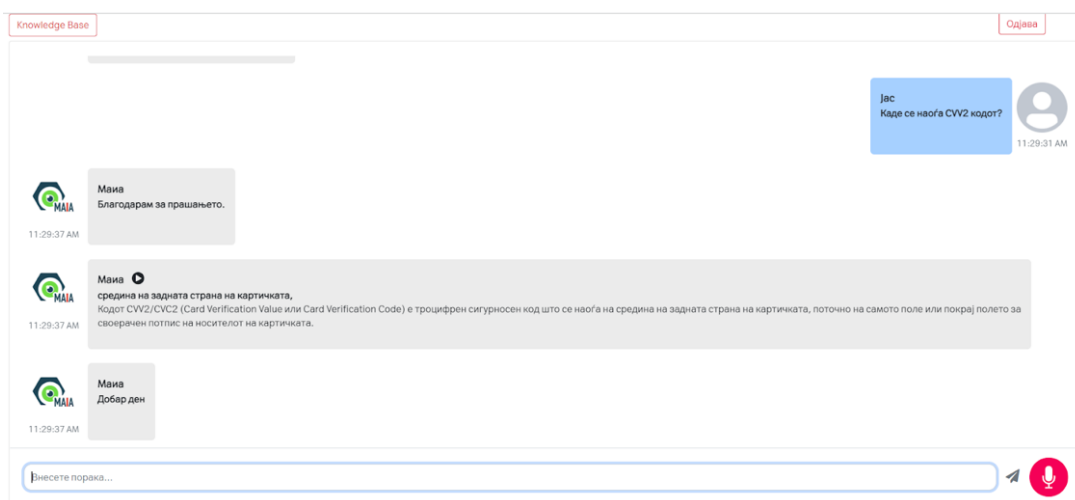 Knowledge Base
Одјава
Јас
Каде се наоѓа CVV2 кодот?
11:29:31 AM
Маиа
Благодарам за прашањето.
MAIA
11:29:37 AM
Маиа
средина на задната страна на картичката,
Кодот CVV2/CVC2 (Card Verification Value или Card Verification Code) е троцифрен сигурносен код што се наоѓа на средина на задната страна на картичката, поточно на самото поле или покрај полето за
своерачен потпис на носителот на картичката.
MAIA
11:29:37 AM
Маиа
Добар ден
MAIA
11:29:37 AM
Внесете порака...